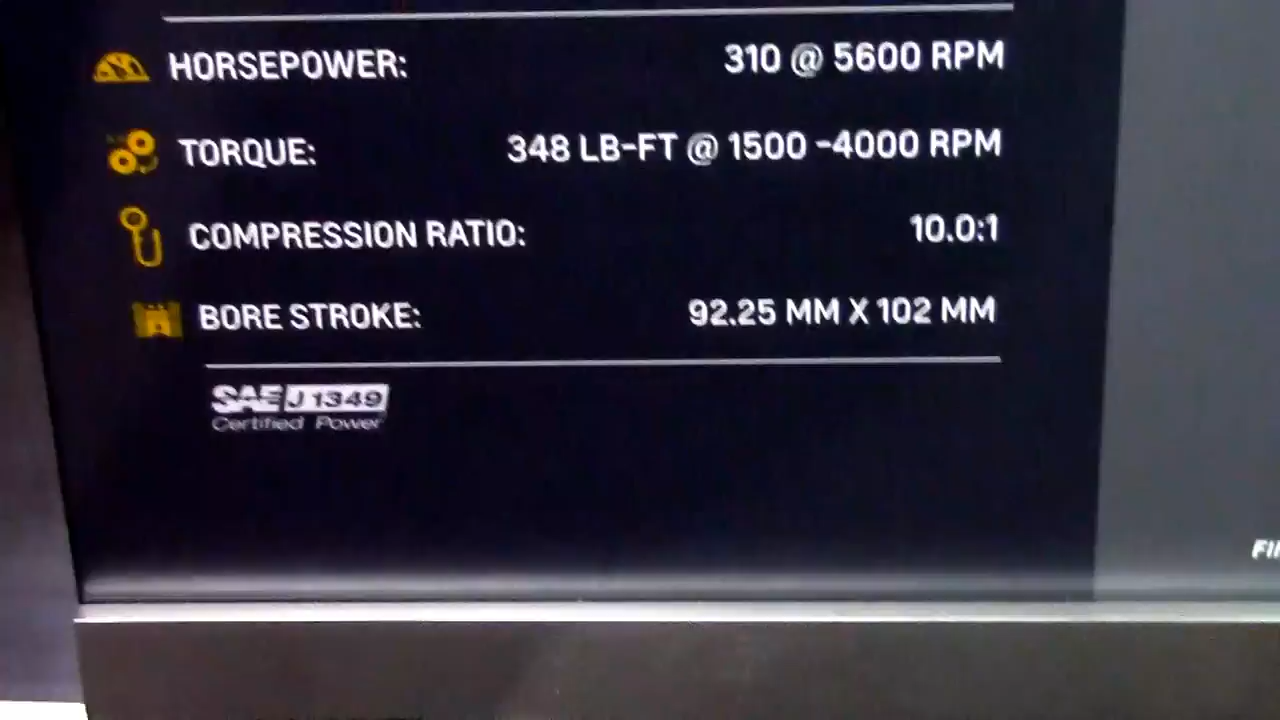 HORSEPOWER: 310 @ 5600 RPM
TORQUE: 348 LB-FT @ 1500 -4000 RPM
COMPRESSION RATIO: 10.0:1
BORE STROKE: 92.25 MM X 102 MM
SAE J1349
Certified Power